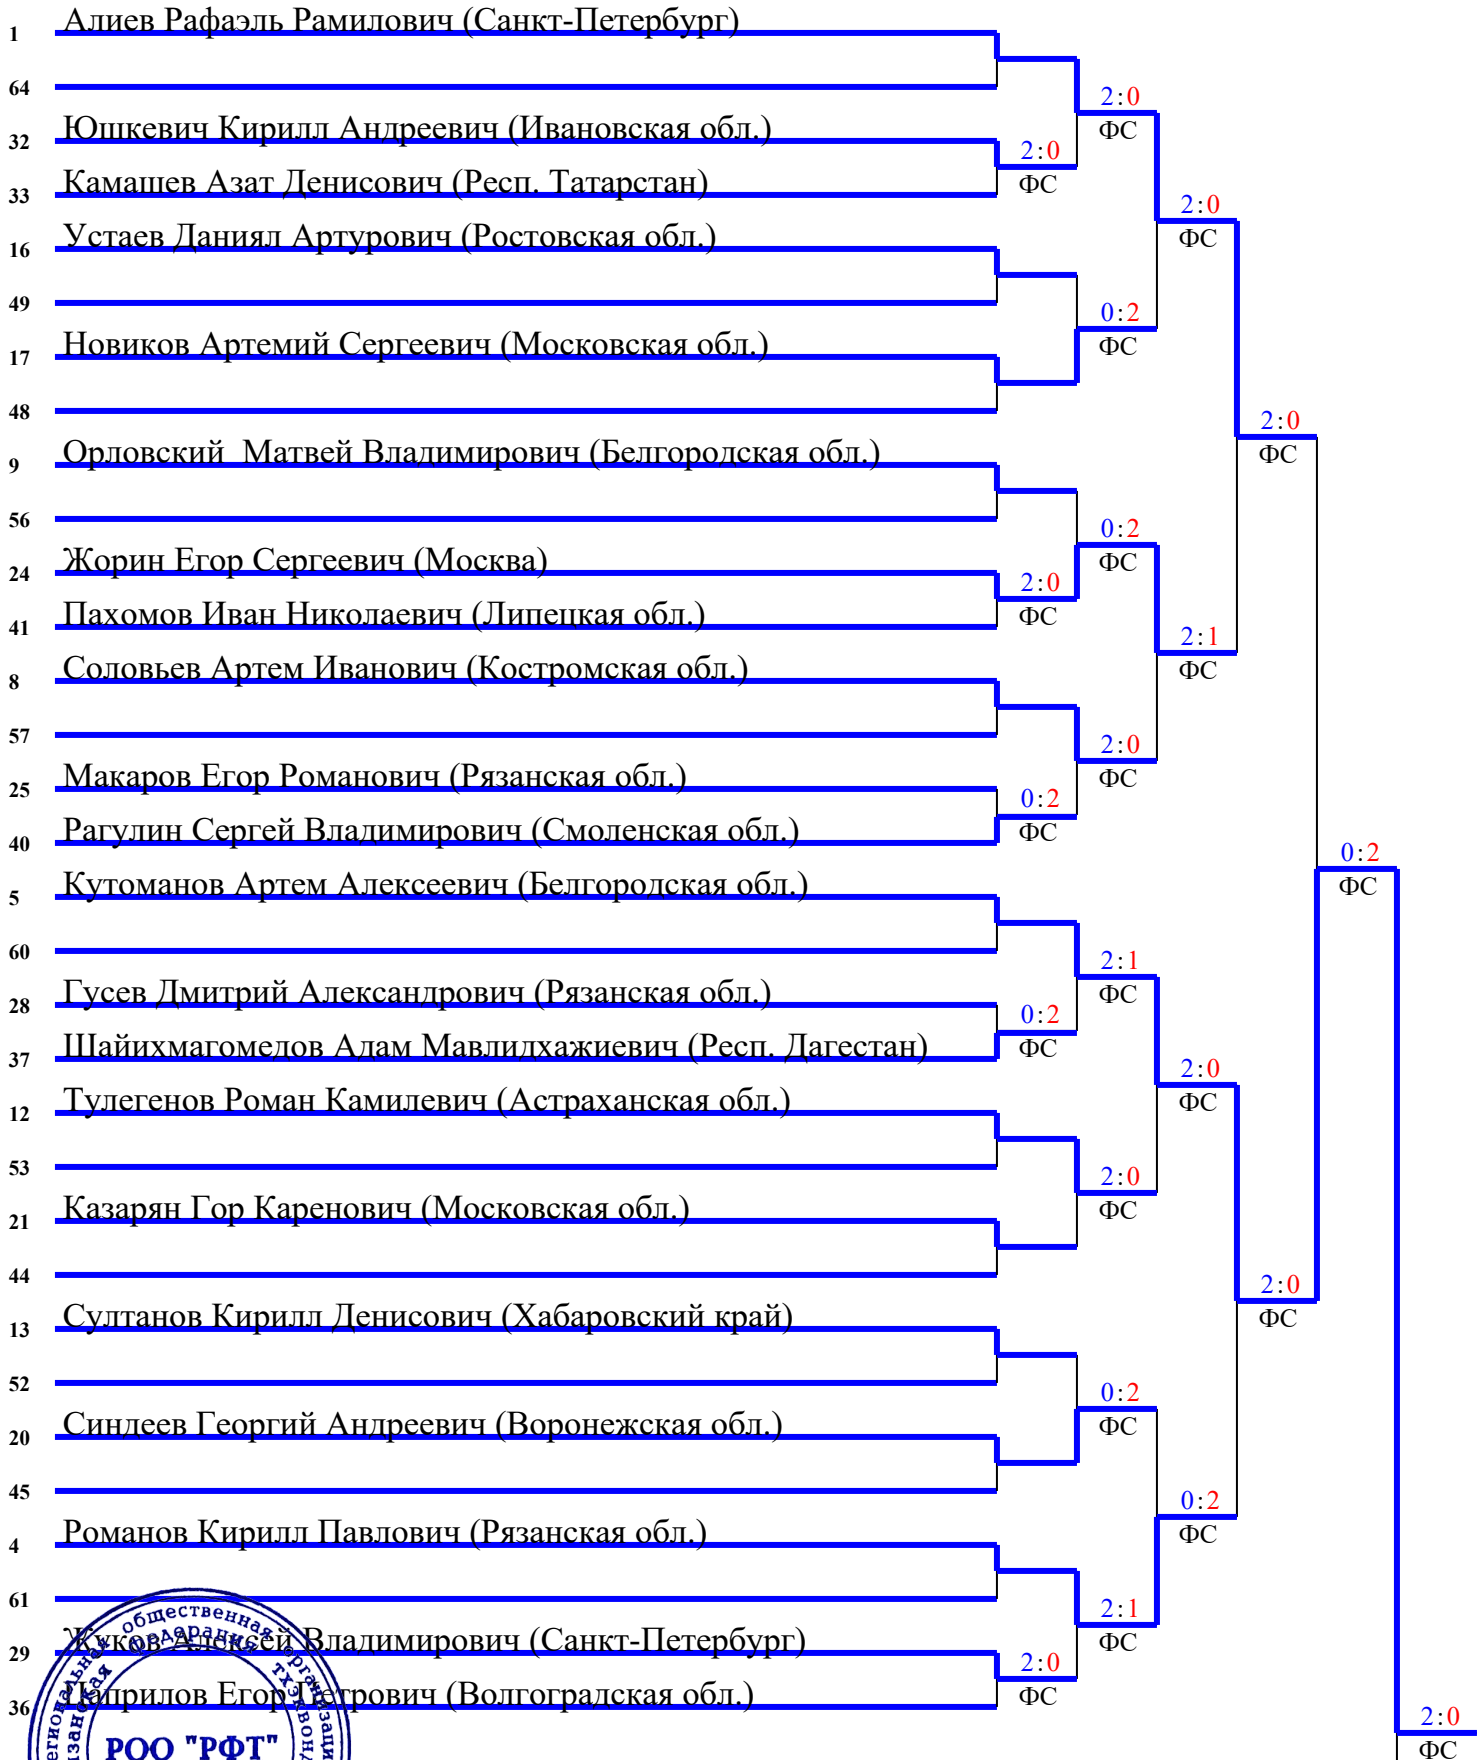 1 Алиев Рафаэль Рамилович (Санкт-Петербург)
64
2:0
ФС
32 Юшкевич Кирилл Андреевич (Ивановская обл.)
2:0
ФС
33 Камашев Азат Денисович (Респ. Татарстан)
2:0
ФС
16 Устаев Даниял Артурович (Ростовская обл.)
49
0:2
ФС
17 Новиков Артемий Сергеевич (Московская обл.)
48
2:0
ФС
9 Орловский Матвей Владимирович (Белгородская обл.)
56
0:2
ФС
24 Жорин Егор Сергеевич (Москва)
2:0
ФС
41 Пахомов Иван Николаевич (Липецкая обл.)
2:1
ФС
8 Соловьев Артем Иванович (Костромская обл.)
57
2:0
ФС
25 Макаров Егор Романович (Рязанская обл.)
0:2
ФС
40 Рагулин Сергей Владимирович (Смоленская обл.)
0:2
ФС
5 Кутоманов Артем Алексеевич (Белгородская обл.)
60
2:1
ФС
28 Гусев Дмитрий Александрович (Рязанская обл.)
0:2
ФС
37 Шайихмагомедов Адам Мавлидхажиевич (Респ. Дагестан)
2:0
ФС
12 Тулегенов Роман Камилевич (Астраханская обл.)
53
2:0
ФС
21 Казарян Гор Каренович (Московская обл.)
44
2:0
ФС
13 Султанов Кирилл Денисович (Хабаровский край)
52
0:2
ФС
20 Синдеев Георгий Андреевич (Воронежская обл.)
45
0:2
ФС
4 Романов Кирилл Павлович (Рязанская обл.)
61
2:1
ФС
29 Жуков Алексей Владимирович (Санкт-Петербург)
2:0
ФС
36 Егор Петрович (Волгоградская обл.)
2:0
ФС
общественная
федерация
РОО "РФТ"